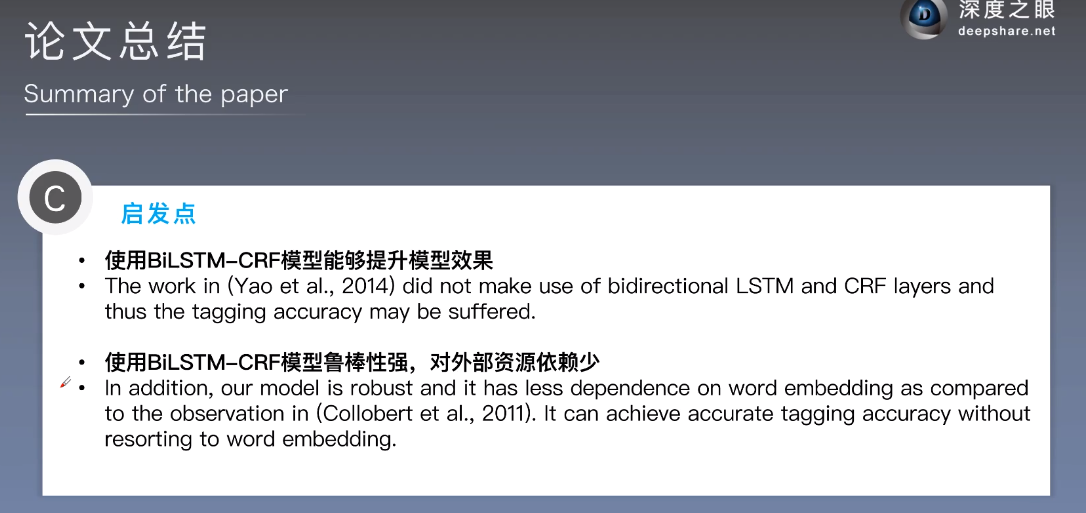 论文总结
深度之眼
deepshare.net
Summary of the paper
C
启发点
• 使用BiLSTM-CRF模型能够提升模型效果
• The work in (Yao et al., 2014) did not make use of bidirectional LSTM and CRF layers and
thus the tagging accuracy may be suffered.
• 使用BiLSTM-CRF模型鲁棒性强，对外部资源依赖少
• In addition, our model is robust and it has less dependence on word embedding as compared
to the observation in (Collobert et al., 2011). It can achieve accurate tagging accuracy without
resorting to word embedding.